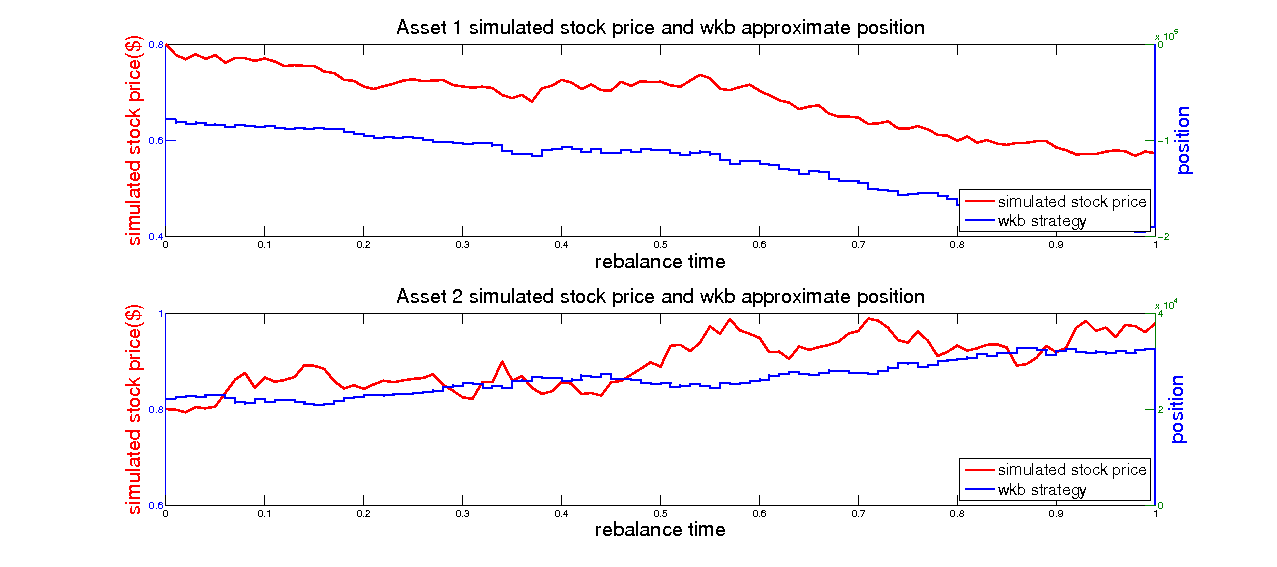 Asset 1 simulated stock price and wkb approximate position
x 10^5
0.8 0
simulated stock price($)
position
0.6 -1
simulated stock price
wkb strategy
0.4 -2
0 0.1 0.2 0.3 0.4 0.5 0.6 0.7 0.8 0.9 1
rebalance time
Asset 2 simulated stock price and wkb approximate position
x 10^4
1 4
simulated stock price($)
position
0.8 2
simulated stock price
wkb strategy
0.6 0
0 0.1 0.2 0.3 0.4 0.5 0.6 0.7 0.8 0.9 1
rebalance time